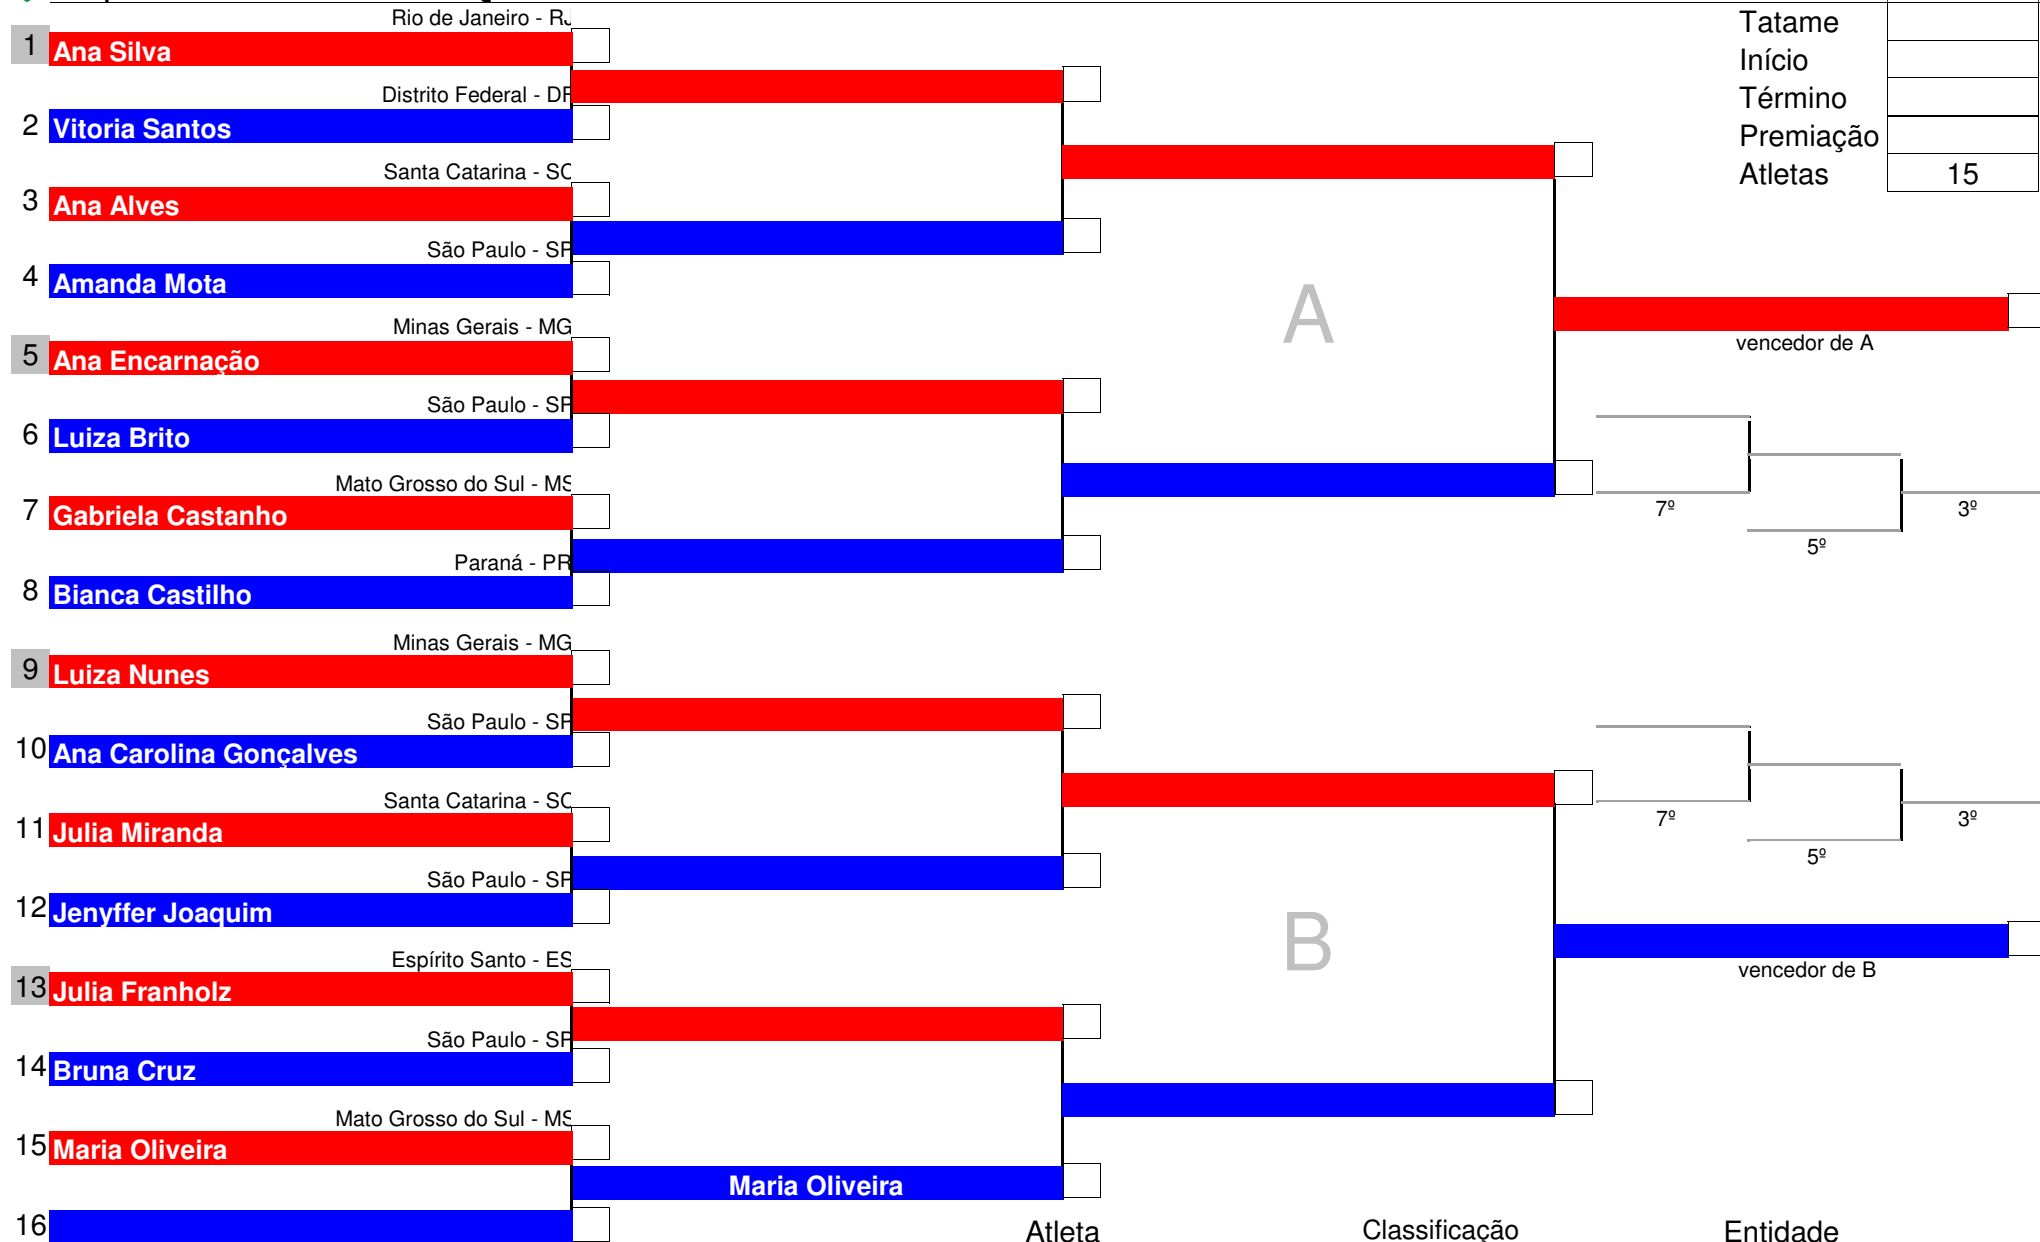 Rio de Janeiro - RJ
1 Ana Silva
Distrito Federal - DF
2 Vitoria Santos
Santa Catarina - SC
3 Ana Alves
São Paulo - SP
4 Amanda Mota
Minas Gerais - MG
5 Ana Encarnação
São Paulo - SP
6 Luiza Brito
Mato Grosso do Sul - MS
7 Gabriela Castanho
Paraná - PR
8 Bianca Castilho
Minas Gerais - MG
9 Luiza Nunes
São Paulo - SP
10 Ana Carolina Gonçalves
Santa Catarina - SC
11 Julia Miranda
São Paulo - SP
12 Jenyffer Joaquim
Espírito Santo - ES
13 Julia Franholz
São Paulo - SP
14 Bruna Cruz
Mato Grosso do Sul - MS
15 Maria Oliveira
Maria Oliveira
16
A
B
Tatame
Início
Término
Premiação
Atletas 15
vencedor de A
7º
3º
5º
7º
3º
5º
vencedor de B
Atleta Classificação Entidade